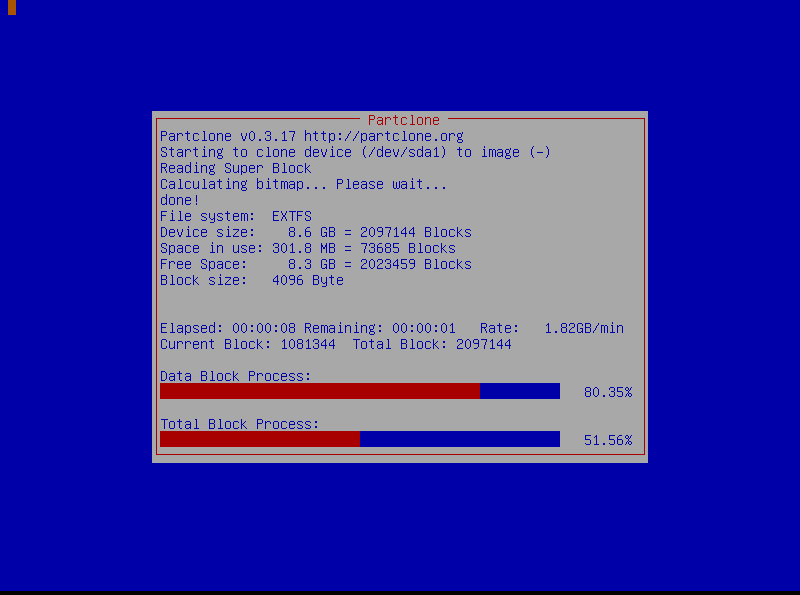 Partclone
Partclone v0.3.17 http://partclone.org
Starting to clone device (/dev/sda1) to image (-)
Reading Super Block
Calculating bitmap... Please wait...
done!
File system:  EXTFS
Device size:    8.6 GB = 2097144 Blocks
Space in use: 301.8 MB = 73685 Blocks
Free Space:     8.3 GB = 2023459 Blocks
Block size:   4096 Byte
Elapsed: 00:00:08 Remaining: 00:00:01   Rate:   1.82GB/min
Current Block: 1081344  Total Block: 2097144
Data Block Process:
80.35%
Total Block Process:
51.56%